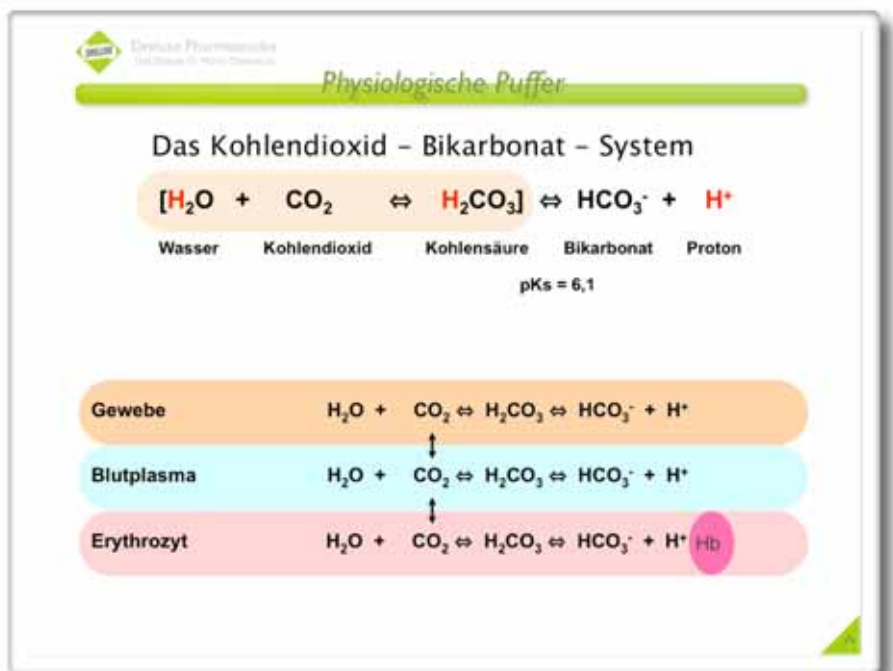 Physiologische Puffer
Das Kohlendioxid – Bikarbonat – System
[H₂O + CO₂ ⇔ H₂CO₃] ⇔ HCO₃⁻ + H⁺
Wasser Kohlendioxid Kohlensäure Bikarbonat Proton
pKs = 6,1
Gewebe H₂O + CO₂ ⇔ H₂CO₃ ⇔ HCO₃⁻ + H⁺
Blutplasma H₂O + CO₂ ⇔ H₂CO₃ ⇔ HCO₃⁻ + H⁺
Erythrozyt H₂O + CO₂ ⇔ H₂CO₃ ⇔ HCO₃⁻ + H⁺ Hb